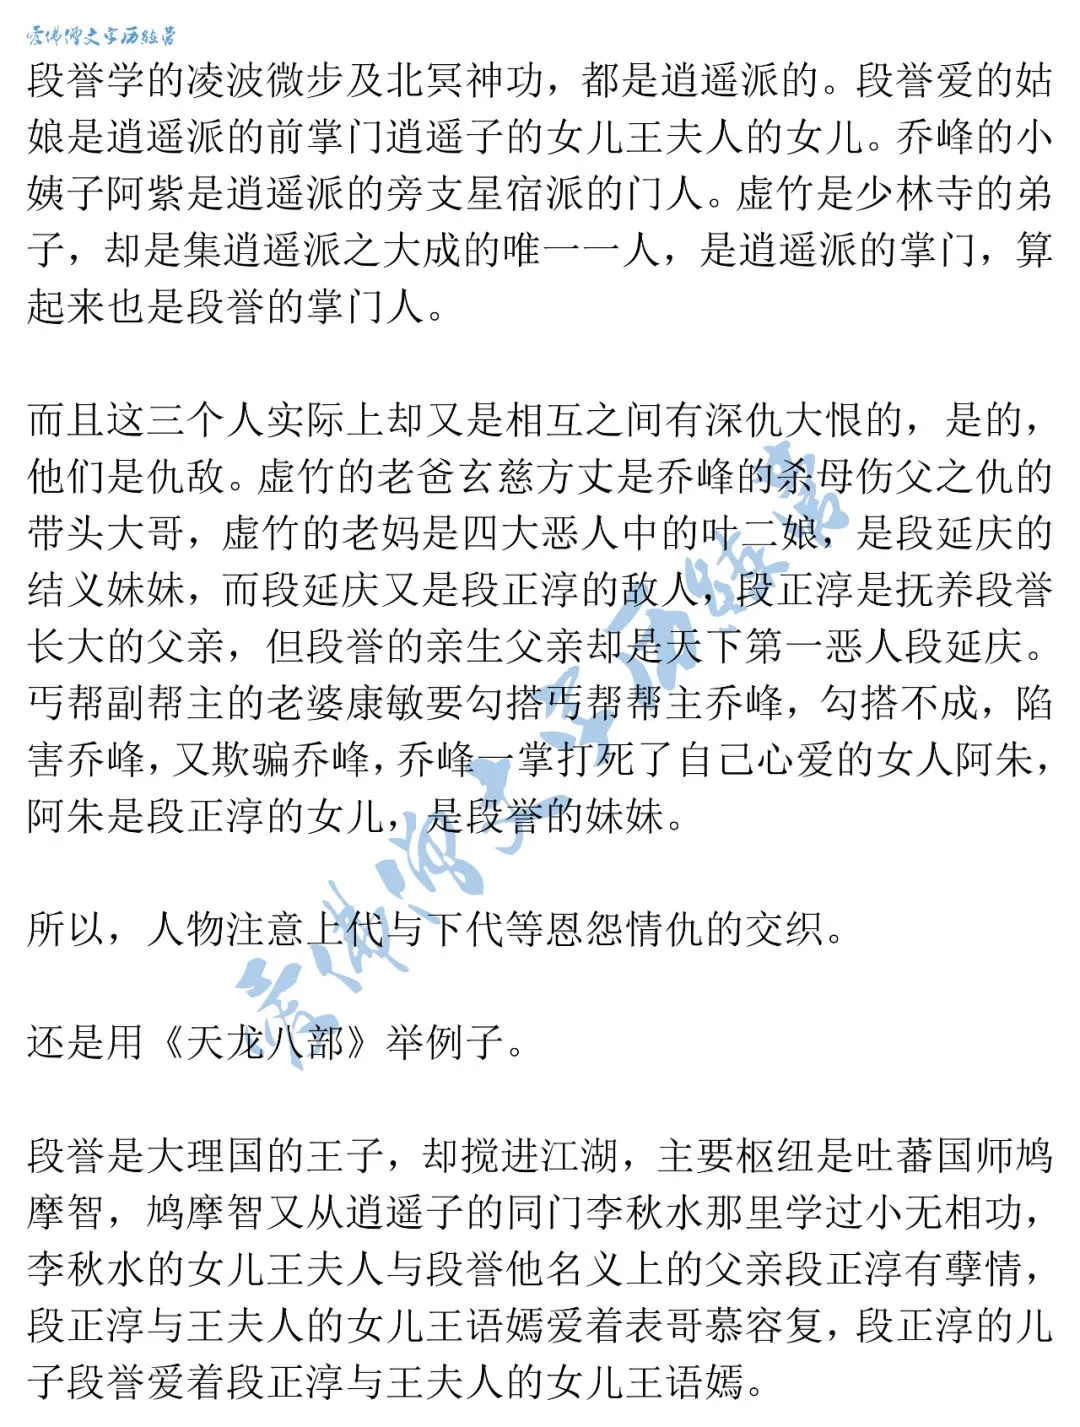 爱佛僧文字历经营
段誉学的凌波微步及北冥神功，都是逍遥派的。段誉爱的姑
娘是逍遥派的前掌门逍遥子的女儿王夫人的女儿。乔峰的小
姨子阿紫是逍遥派的旁支星宿派的门人。虚竹是少林寺的弟
子，却是集逍遥派之大成的唯一一人，是逍遥派的掌门，算
起来也是段誉的掌门人。
而且这三个人实际上却又是相互之间有深仇大恨的，是的，
他们是仇敌。虚竹的老爸玄慈方丈是乔峰的杀母伤父之仇的
带头大哥，虚竹的老妈是四大恶人中的叶二娘，是段延庆的
结义妹妹，而段延庆又是段正淳的敌人，段正淳是抚养段誉
长大的父亲，但段誉的亲生父亲却是天下第一恶人段延庆。
丐帮副帮主的老婆康敏要勾搭丐帮帮主乔峰，勾搭不成，陷
害乔峰，又欺骗乔峰，乔峰一掌打死了自己心爱的女人阿朱，
阿朱是段正淳的女儿，是段誉的妹妹。
所以，人物注意上代与下代等恩怨情仇的交织。
还是用《天龙八部》举例子。
段誉是大理国的王子，却搅进江湖，主要枢纽是吐蕃国师鸠
摩智，鸠摩智又从逍遥子的同门李秋水那里学过小无相功，
李秋水的女儿王夫人与段誉他名义上的父亲段正淳有孽情，
段正淳与王夫人的女儿王语嫣爱着表哥慕容复，段正淳的儿
子段誉爱着段正淳与王夫人的女儿王语嫣。